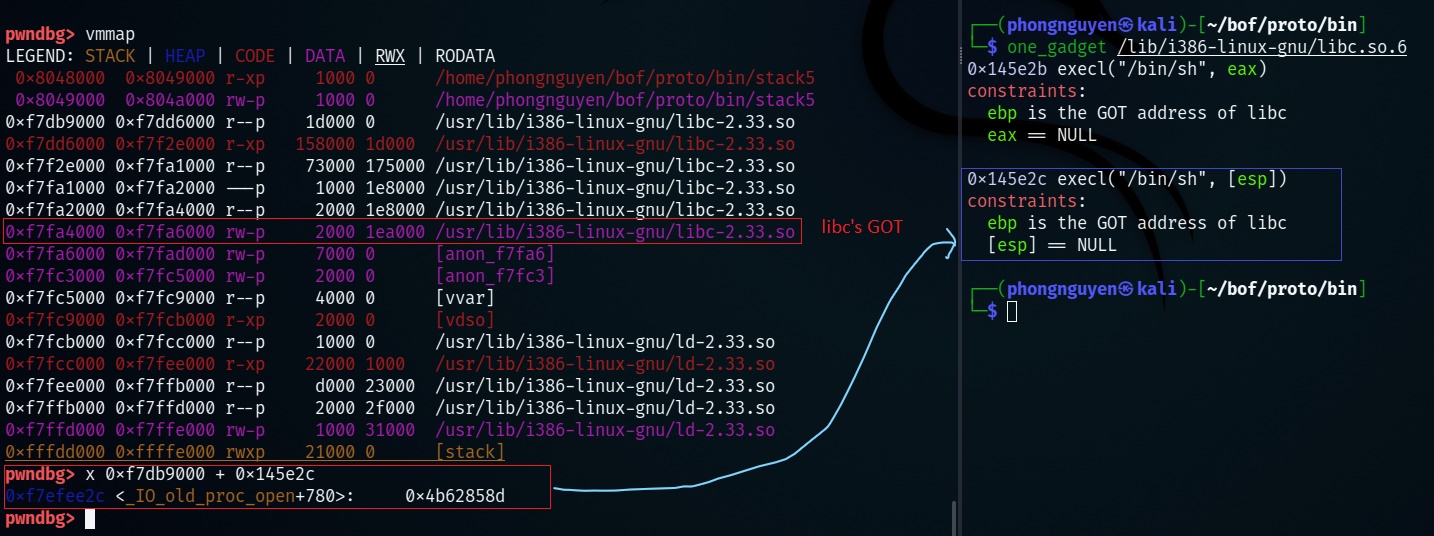 pwndbg> vmmap
LEGEND: STACK | HEAP | CODE | DATA | RWX | RODATA
0×8048000 0×8049000 r-xp 1000 0 /home/phongnguyen/bof/proto/bin/stack5
0×8049000 0×804a000 rw-p 1000 0 /home/phongnguyen/bof/proto/bin/stack5
0×f7db9000 0×f7dd6000 r--p 1d000 0 /usr/lib/i386-linux-gnu/libc-2.33.so
0×f7dd6000 0×f7f2e000 r-xp 158000 1d000 /usr/lib/i386-linux-gnu/libc-2.33.so
0×f7f2e000 0×f7fa1000 r--p 73000 175000 /usr/lib/i386-linux-gnu/libc-2.33.so
0×f7fa1000 0×f7fa2000 ---p 1000 1e8000 /usr/lib/i386-linux-gnu/libc-2.33.so
0×f7fa2000 0×f7fa4000 r--p 2000 1e8000 /usr/lib/i386-linux-gnu/libc-2.33.so
0×f7fa4000 0×f7fa6000 rw-p 2000 1ea000 /usr/lib/i386-linux-gnu/libc-2.33.so
libc's GOT
0×f7fa6000 0×f7fad000 rw-p 7000 0 [anon_f7fa6]
0×f7fc3000 0×f7fc5000 rw-p 2000 0 [anon_f7fc3]
0×f7fc5000 0×f7fc9000 r--p 4000 0 [vvar]
0×f7fc9000 0×f7fcb000 r-xp 2000 0 [vdso]
0×f7fcb000 0×f7fcc000 r--p 1000 0 /usr/lib/i386-linux-gnu/ld-2.33.so
0×f7fcc000 0×f7fee000 r-xp 22000 1000 /usr/lib/i386-linux-gnu/ld-2.33.so
0×f7fee000 0×f7ffb000 r--p d000 23000 /usr/lib/i386-linux-gnu/ld-2.33.so
0×f7ffb000 0×f7ffd000 r--p 2000 2f000 /usr/lib/i386-linux-gnu/ld-2.33.so
0×f7ffd000 0×f7ffe000 rw-p 1000 31000 /usr/lib/i386-linux-gnu/ld-2.33.so
0×fffdd000 0×ffffe000 rwxp 21000 0 [stack]
pwndbg> x 0×f7db9000 + 0×145e2c
0×f7efee2c <_IO_old_proc_open+780>: 0×4b62858d
pwndbg>
┌──(phongnguyen㉿kali)-[~/bof/proto/bin]
└─$ one_gadget /lib/i386-linux-gnu/libc.so.6
0×145e2b execl("/bin/sh", eax)
constraints:
ebp is the GOT address of libc
eax == NULL
0×145e2c execl("/bin/sh", [esp])
constraints:
ebp is the GOT address of libc
[esp] == NULL
┌──(phongnguyen㉿kali)-[~/bof/proto/bin]
└─$